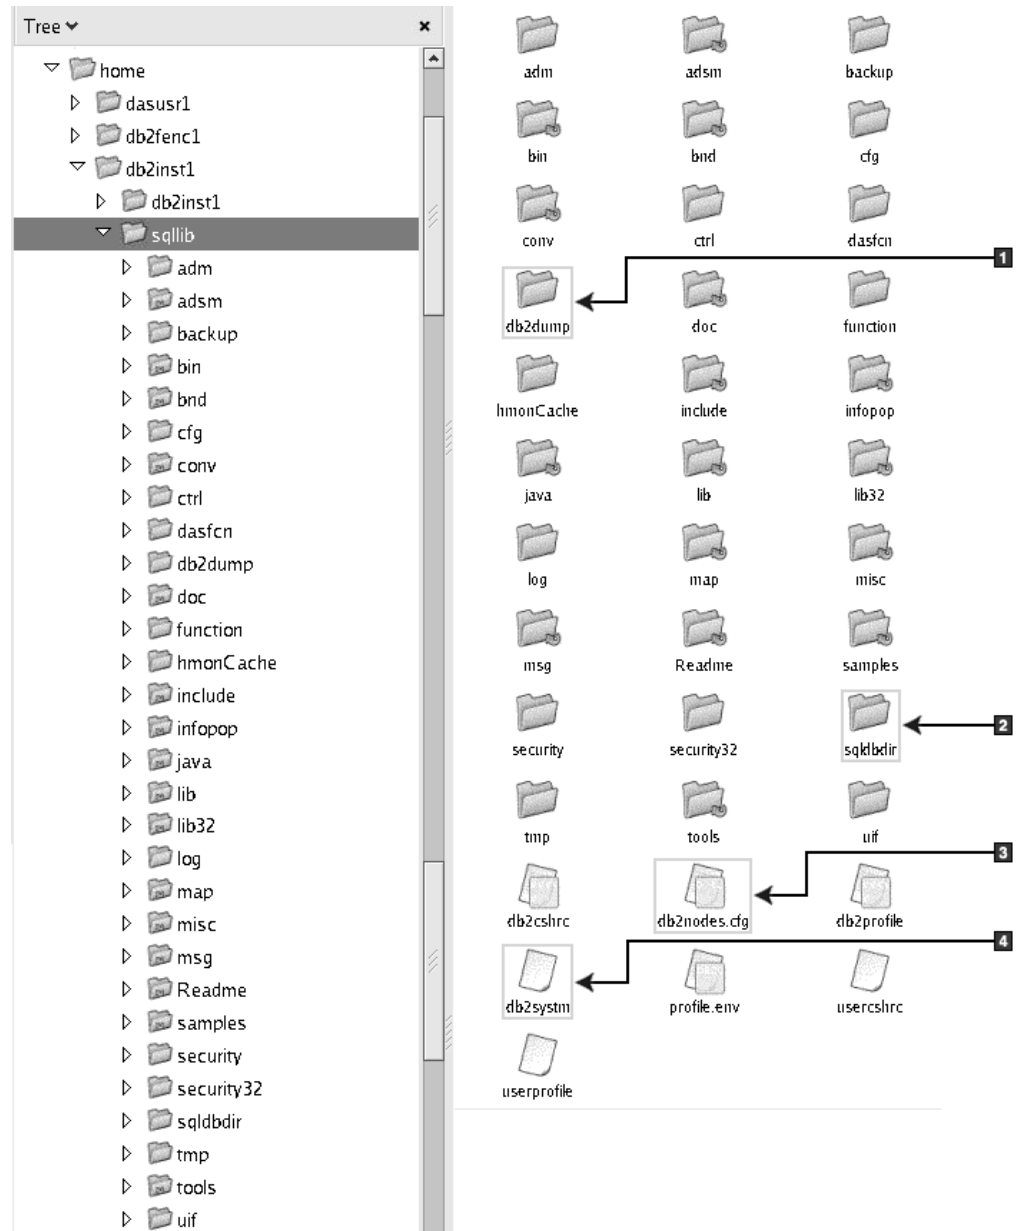 Tree
home
dasusr1
db2fenc1
db2inst1
db2inst1
sqllib
adm
adsm
backup
bin
bnd
cfg
conv
ctrl
dasfcn
db2dump
doc
function
hmonCache
include
infopop
java
lib
lib32
log
map
misc
msg
Readme
samples
security
security32
sqldbdir
tmp
tools
uif
adm adsm backup
bin bnd cfg
conv ctrl dasfcn
1
db2dump doc function
hmonCache include infopop
java lib lib32
log map misc
msg Readme samples
2
security security32 sqldbdir
tmp tools uif
3
db2cshrc db2nodes.cfg db2profile
4
db2systm profile.env usercshrc
userprofile